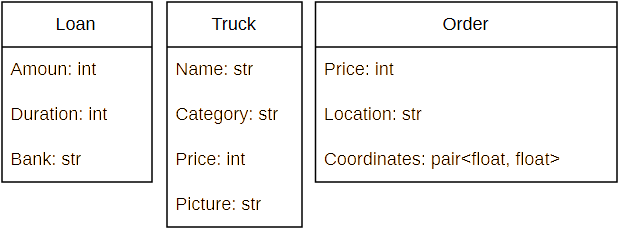 Loan
Amoun: int
Duration: int
Bank: str
Truck
Name: str
Category: str
Price: int
Picture: str
Order
Price: int
Location: str
Coordinates: pair<float, float>